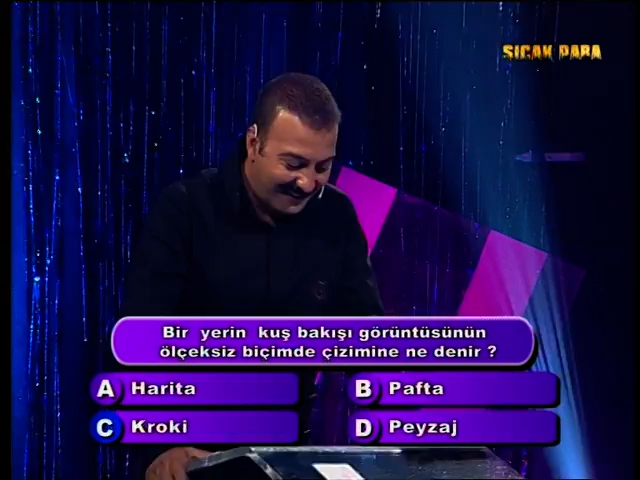 SICAK PARA
Bir yerin kuş bakışı görüntüsünün
ölçeksiz biçimde çizimine ne denir ?
A Harita
B Pafta
C Kroki
D Peyzaj